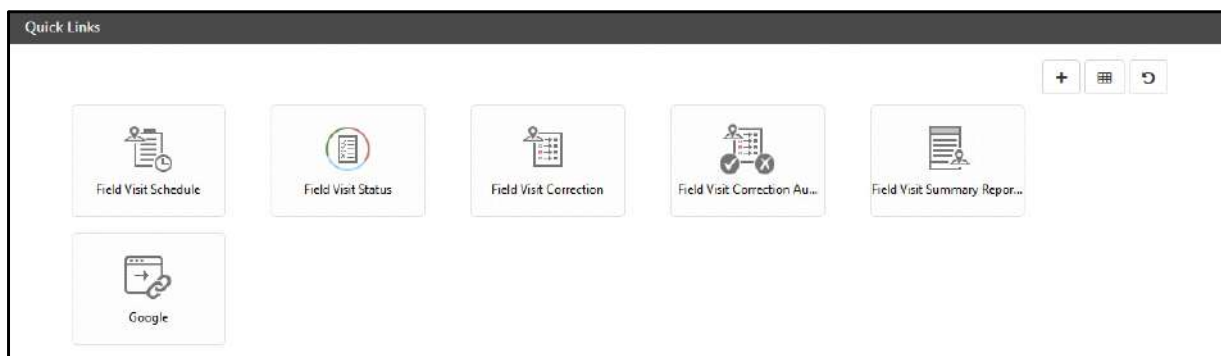 Quick Links
Field Visit Schedule
Field Visit Status
Field Visit Correction
Field Visit Correction Au...
Field Visit Summary Repor...
Google